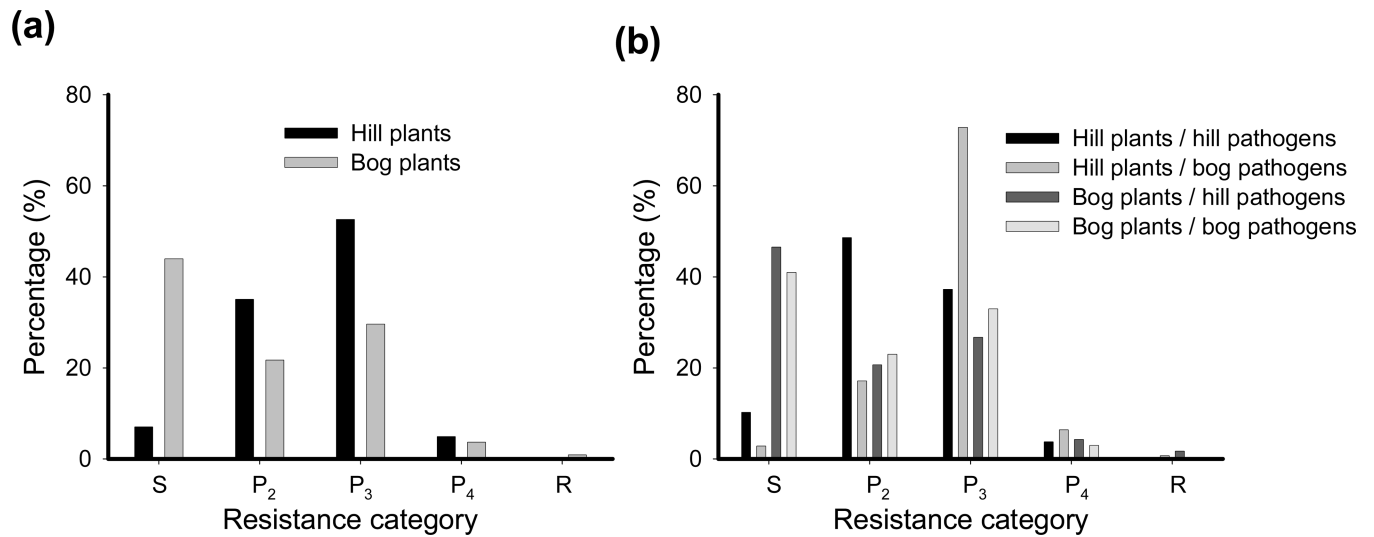 (a)
80
60
40
20
0
Percentage (%)
Hill plants
Bog plants
S P2 P3 P4 R
Resistance category
(b)
80
60
40
20
0
Percentage (%)
Hill plants / hill pathogens
Hill plants / bog pathogens
Bog plants / hill pathogens
Bog plants / bog pathogens
S P2 P3 P4 R
Resistance category